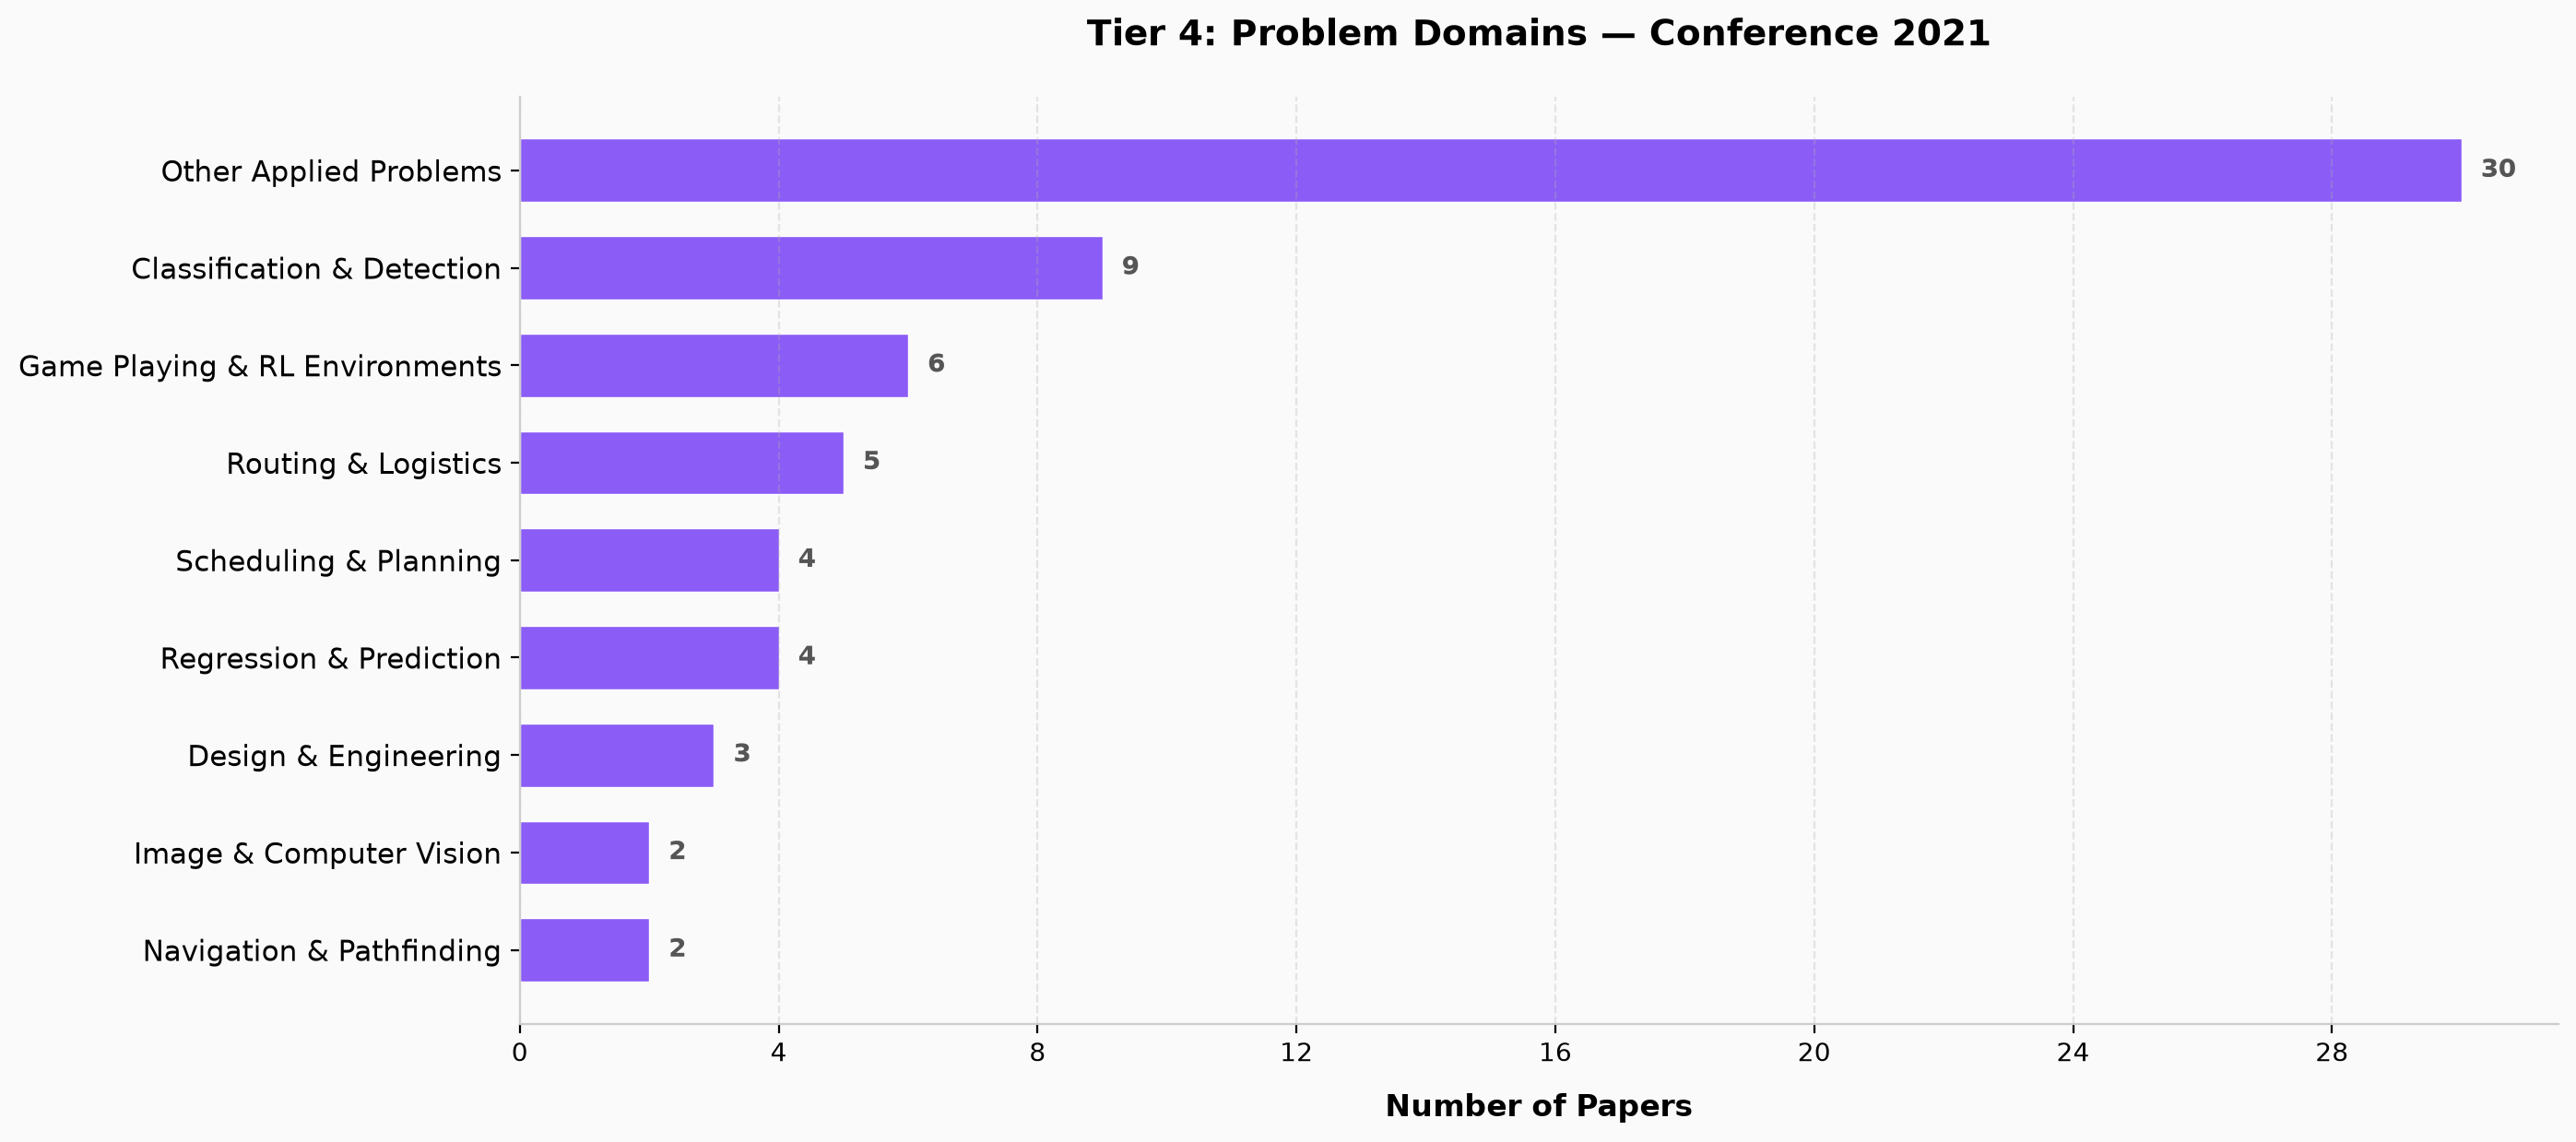 Tier 4: Problem Domains — Conference 2021
Other Applied Problems
30
Classification & Detection
9
Game Playing & RL Environments
6
Routing & Logistics
5
Scheduling & Planning
4
Regression & Prediction
4
Design & Engineering
3
Image & Computer Vision
2
Navigation & Pathfinding
2
0 4 8 12 16 20 24 28
Number of Papers